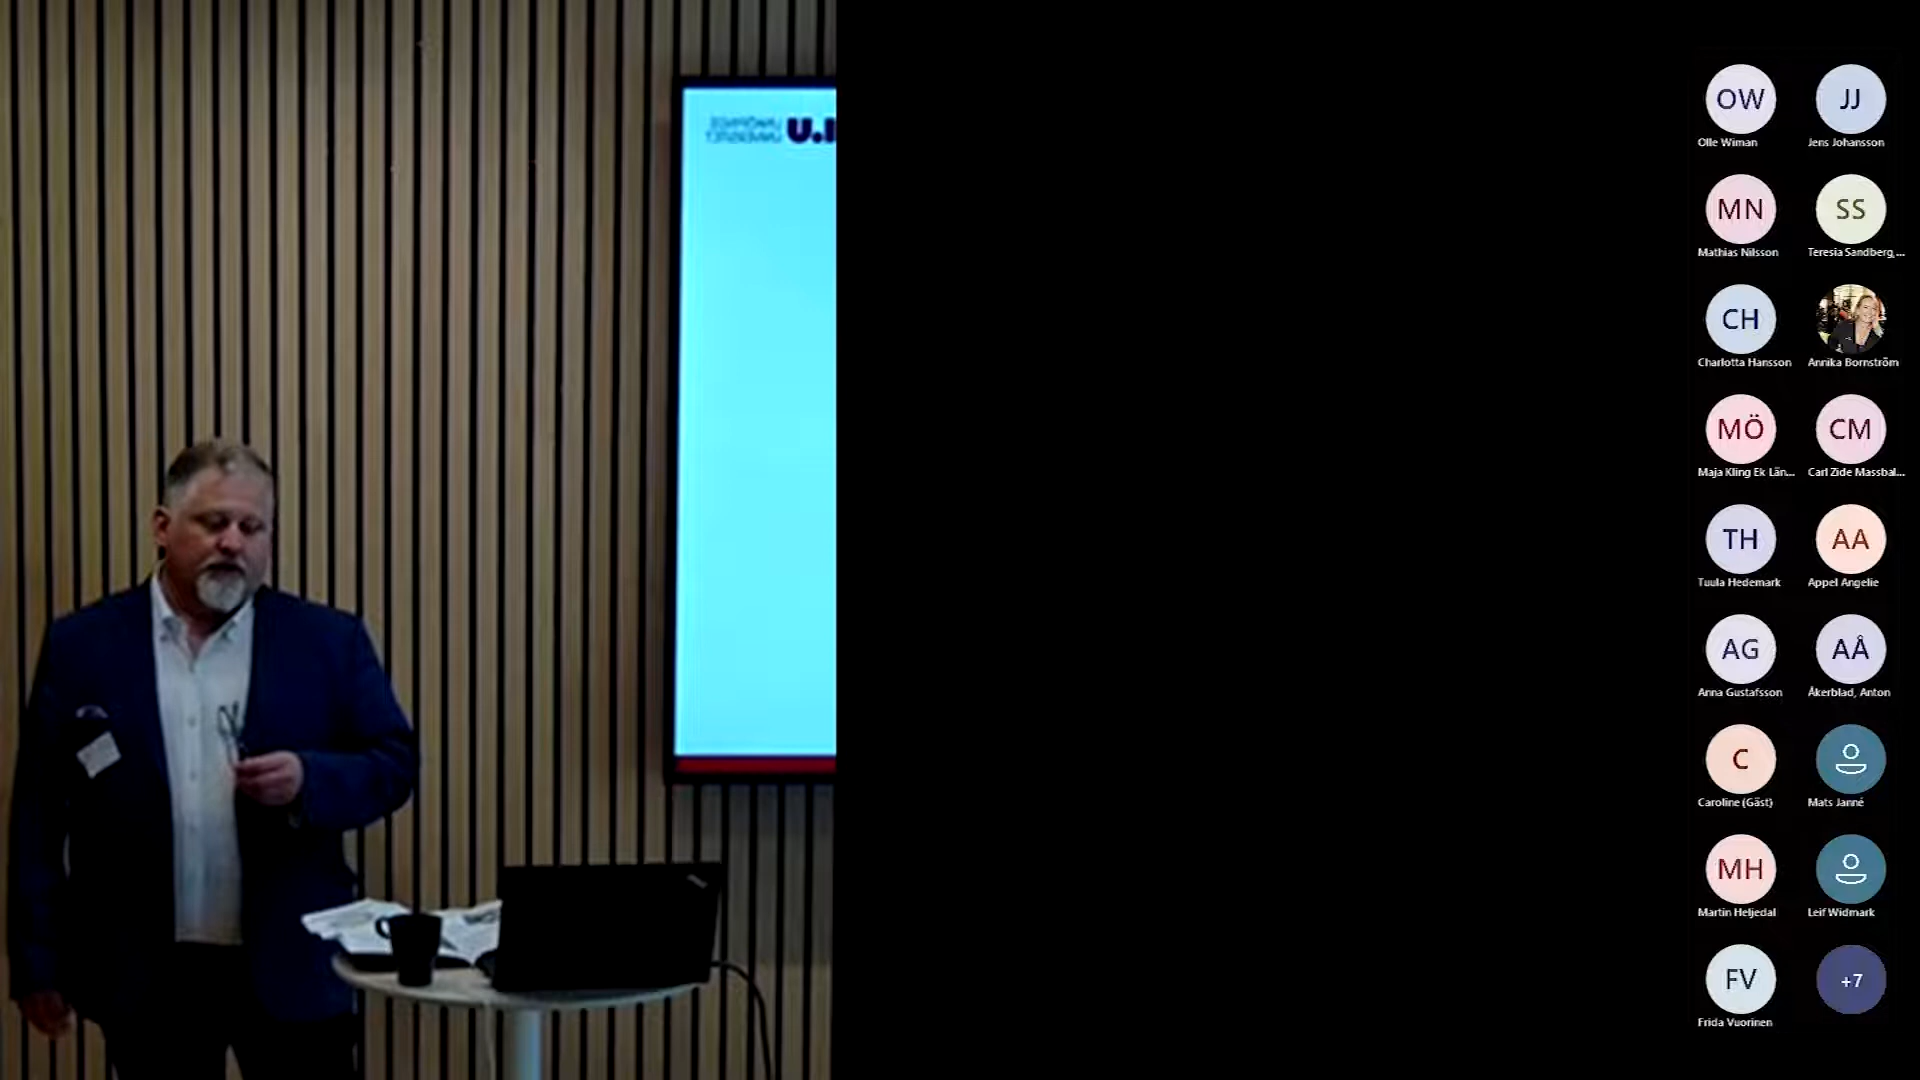 OW JJ
Olle Wiman Jens Johansson
MN SS
Mathias Nilsson Teresia Sandberg,...
CH
Charlotta Hansson Annika Bornström
MÖ CM
Maja Kling Ek Län... Carl Zide Massbal...
TH AA
Tuula Hedemark Appel Angelie
AG AÅ
Anna Gustafsson Åkerblad, Anton
C
Caroline (Gäst) Mats Janné
MH
Martin Heljedal Leif Widmark
FV +7
Frida Vuorinen